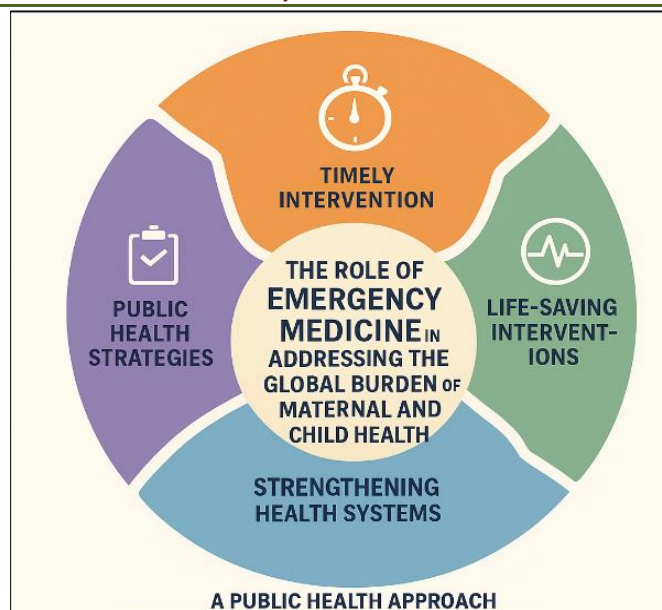 TIMELY
INTERVENTION
PUBLIC
HEALTH
STRATEGIES
THE ROLE OF
EMERGENCY
MEDICINE IN
ADDRESSING THE
GLOBAL BURDEN OF
MATERNAL AND
CHILD HEALTH
LIFE-SAVING
INTERVENT-
IONS
STRENGTHENING
HEALTH SYSTEMS
A PUBLIC HEALTH APPROACH